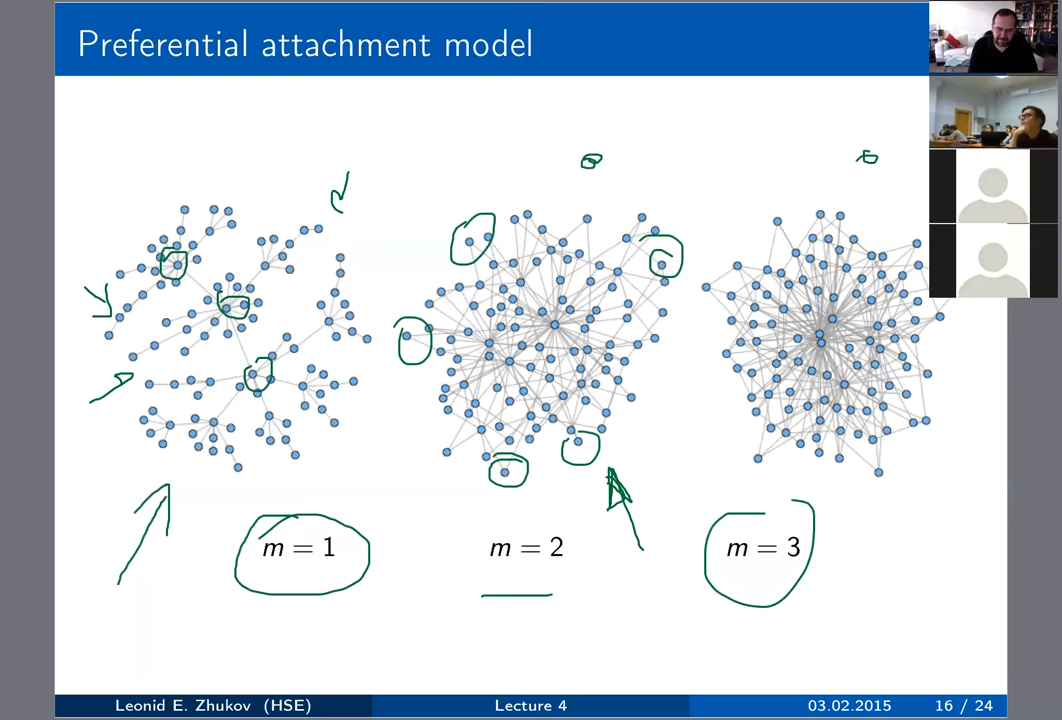 Preferential attachment model
m = 1
m = 2
m = 3
Leonid E. Zhukov (HSE)
Lecture 4
03.02.2015
16 / 24